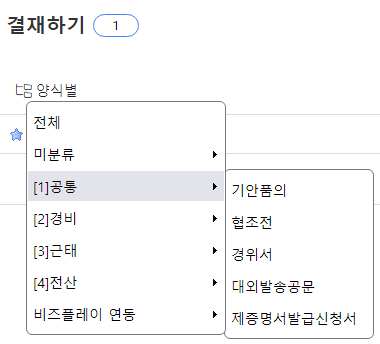 결재하기 1
양식별
전체
미분류
[1]공통
[2]경비
[3]근태
[4]전산
비즈플레이 연동
기안품의
협조전
경위서
대외발송공문
제증명서발급신청서